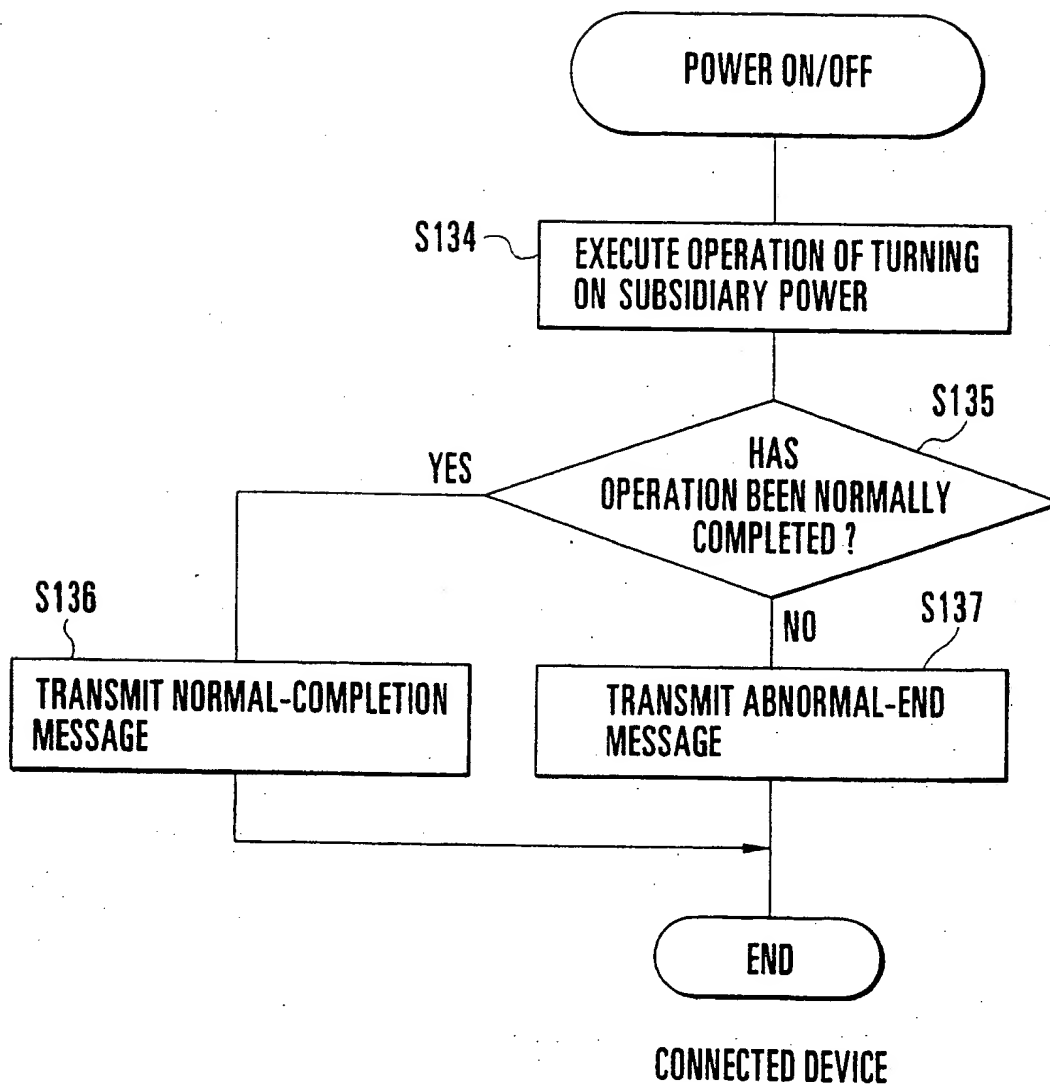 POWER ON/OFF
S134
EXECUTE OPERATION OF TURNING
ON SUBSIDIARY POWER
S135
YES
HAS
OPERATION BEEN NORMALLY
COMPLETED ?
S136
NO
S137
TRANSMIT NORMAL-COMPLETION
MESSAGE
TRANSMIT ABNORMAL-END
MESSAGE
END
CONNECTED DEVICE